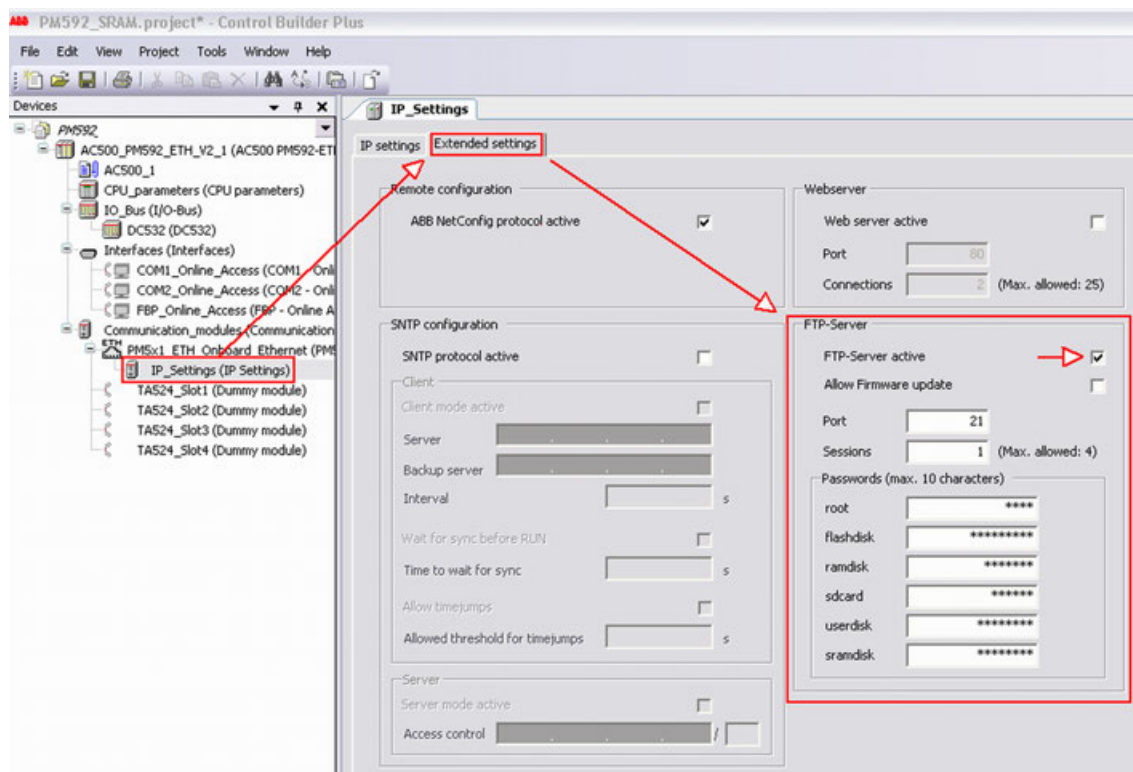 ABB PM592_SRAM.project* - Control Builder Plus
File Edit View Project Tools Window Help
Devices
PM592
AC500_PM592_ETH_V2_1 (AC500 PM592-ET
AC500_1
CPU_parameters (CPU parameters)
IO_Bus (I/O-Bus)
DC532 (DC532)
Interfaces (Interfaces)
COM1_Online_Access (COM1 - Onli
COM2_Online_Access (COM2 - Onli
FBP_Online_Access (FBP - Online A
Communication_modules (Communication
ETH
PM5x1_ETH_Onboard_Ethernet (PM5
IP_Settings (IP Settings)
TA524_Slot1 (Dummy module)
TA524_Slot2 (Dummy module)
TA524_Slot3 (Dummy module)
TA524_Slot4 (Dummy module)
IP_Settings
IP settings Extended settings
Remote configuration
ABB NetConfig protocol active
SNTP configuration
SNTP protocol active
Client
Client mode active
Server . . .
Backup server . . .
Interval s
Wait for sync before RUN
Time to wait for sync s
Allow timejumps
Allowed threshold for timejumps s
Server
Server mode active
Access control . . . /
Webserver
Web server active
Port 80
Connections 2 (Max. allowed: 25)
FTP-Server
FTP-Server active
Allow Firmware update
Port 21
Sessions 1 (Max. allowed: 4)
Passwords (max. 10 characters)
root ****
flashdisk *********
ramdisk *******
sdcard ******
userdisk ********
sramdisk ********